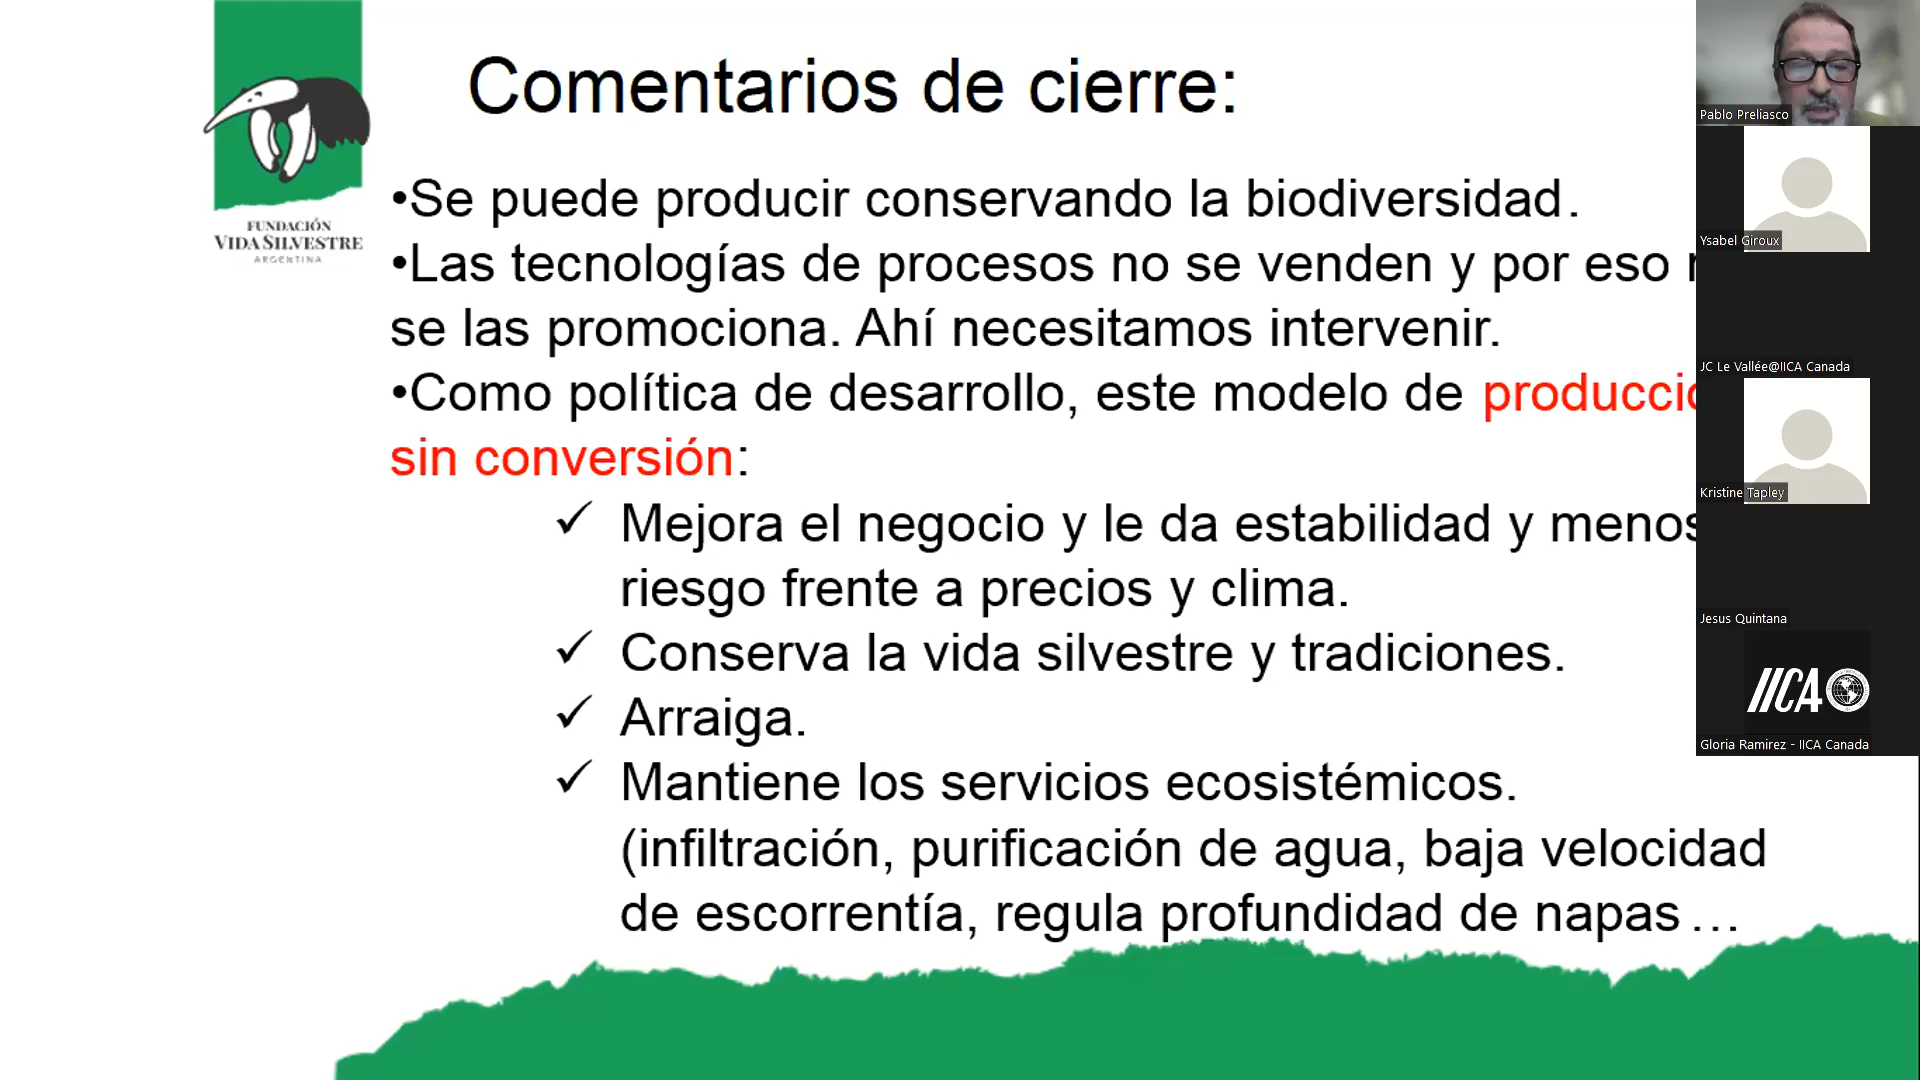 Comentarios de cierre:
FUNDACIÓN
VIDA SILVESTRE
ARGENTINA
•Se puede producir conservando la biodiversidad.
•Las tecnologías de procesos no se venden y por eso
se las promociona. Ahí necesitamos intervenir.
•Como política de desarrollo, este modelo de
sin conversión:
✓ Mejora el negocio y le da estabilidad y menos
riesgo frente a precios y clima.
✓ Conserva la vida silvestre y tradiciones.
✓ Arraiga.
✓ Mantiene los servicios ecosistémicos.
(infiltración, purificación de agua, baja velocidad
de escorrentía, regula profundidad de napas ...
Pablo Preliasco
Ysabel Giroux
JC Le Vallée@IICA Canada
Kristine Tapley
Jesus Quintana
IICA
Gloria Ramirez - IICA Canada